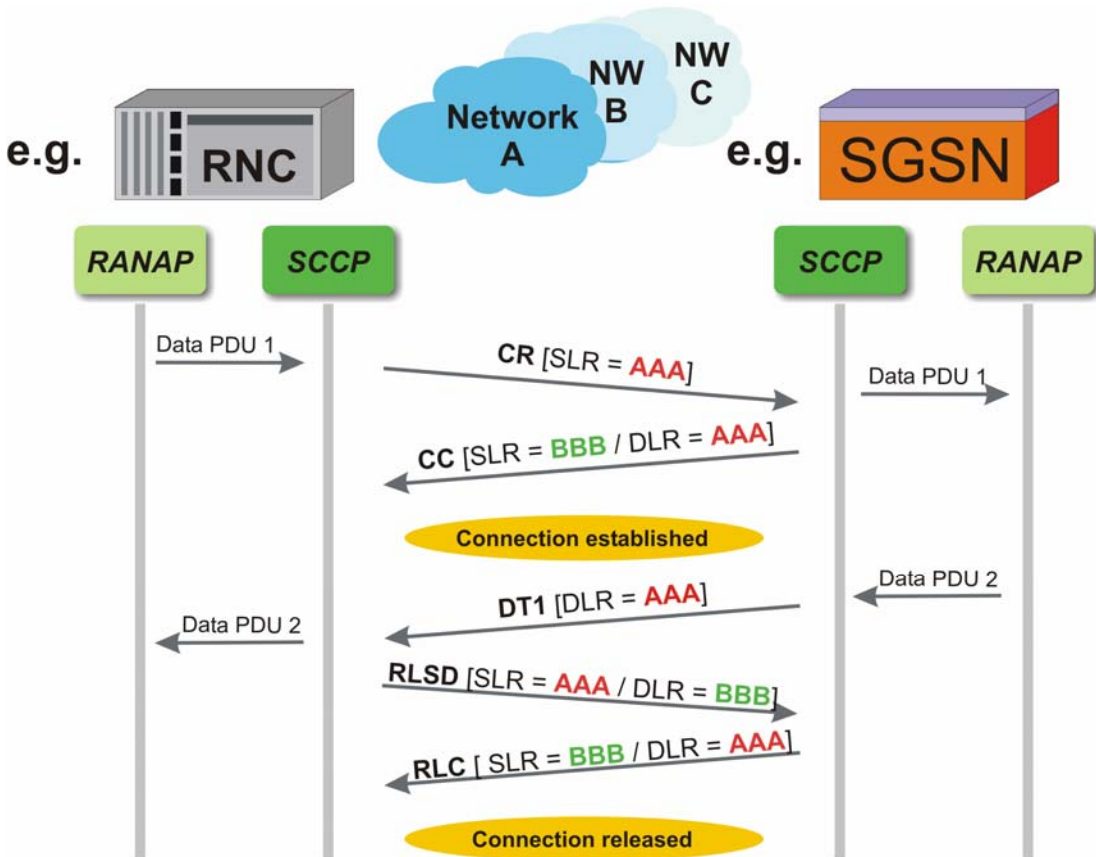 NW
C
NW
B
Network
A
e.g.
RNC
e.g.
SGSN
RANAP
SCCP
SCCP
RANAP
Data PDU 1
CR [SLR = AAA]
Data PDU 1
CC [SLR = BBB / DLR = AAA]
Connection established
Data PDU 2
DT1 [DLR = AAA]
Data PDU 2
RLSD [SLR = AAA / DLR = BBB]
RLC [ SLR = BBB / DLR = AAA]
Connection released